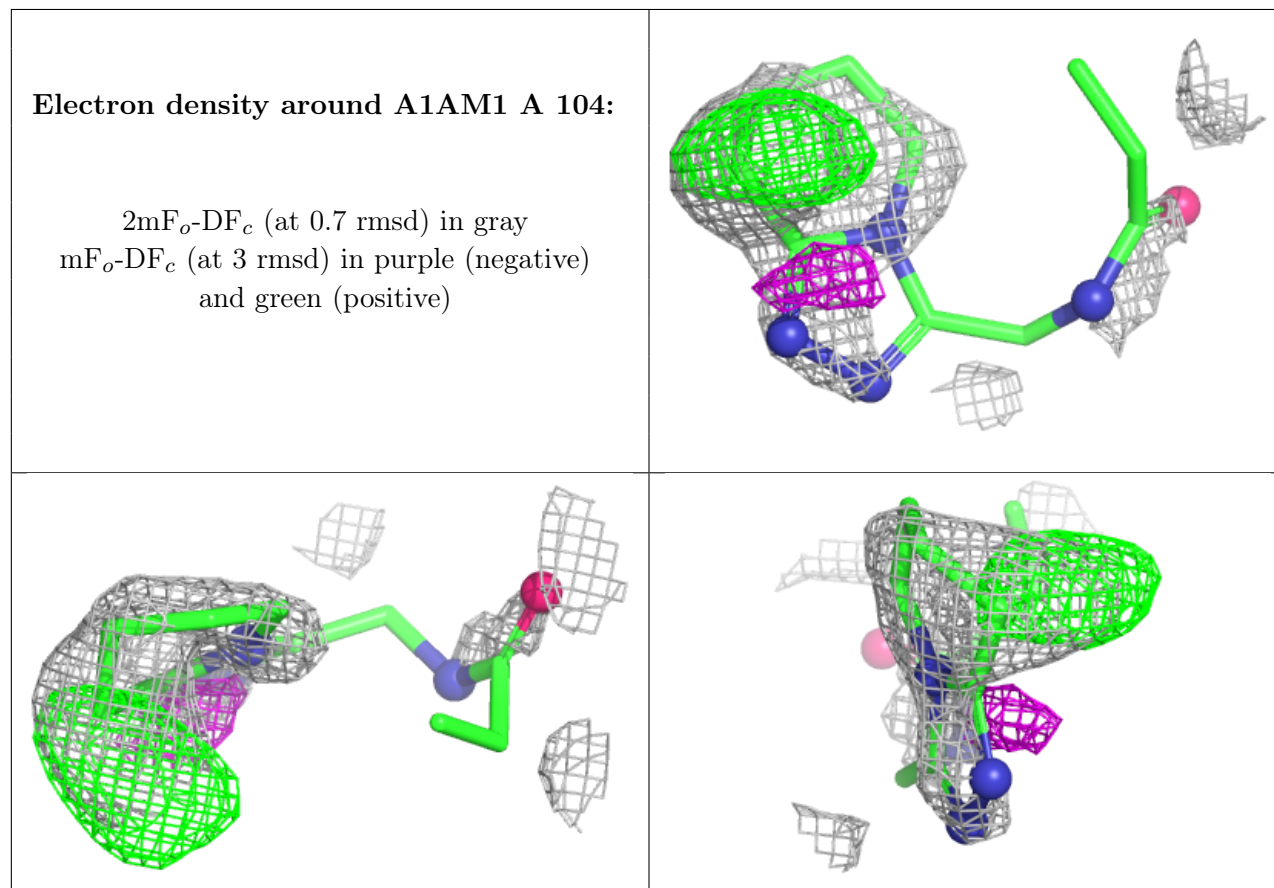 Electron density around A1AM1 A 104:
2mFo-DFc (at 0.7 rmsd) in gray
mFo-DFc (at 3 rmsd) in purple (negative)
and green (positive)